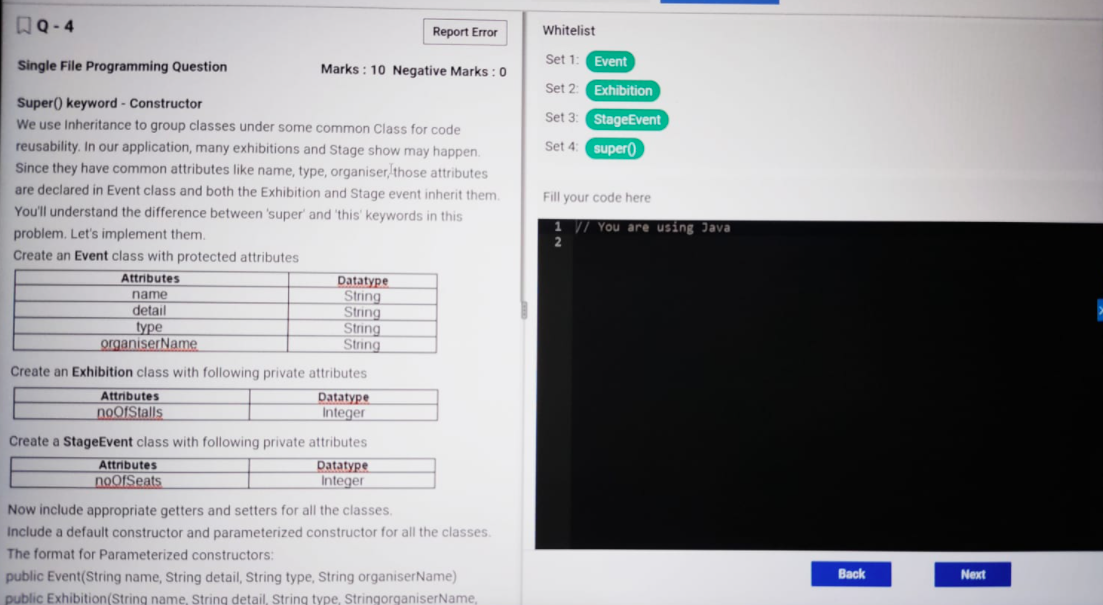 Q - 4
Report Error
Single File Programming Question
Marks : 10 Negative Marks : 0
Super() keyword - Constructor
We use Inheritance to group classes under some common Class for code
reusability. In our application, many exhibitions and Stage show may happen.
Since they have common attributes like name, type, organiser, those attributes
are declared in Event class and both the Exhibition and Stage event inherit them.
You'll understand the difference between 'super' and 'this' keywords in this
problem. Let's implement them.
Create an Event class with protected attributes
Attributes Datatype
name String
detail String
type String
organiserName String
Create an Exhibition class with following private attributes
Attributes Datatype
noOfStalls Integer
Create a StageEvent class with following private attributes
Attributes Datatype
noOfSeats Integer
Now include appropriate getters and setters for all the classes.
Include a default constructor and parameterized constructor for all the classes.
The format for Parameterized constructors:
public Event(String name, String detail, String type, String organiserName)
public Exhibition(String name, String detail, String type, StringorganiserName,
Whitelist
Set 1: Event
Set 2: Exhibition
Set 3: StageEvent
Set 4: super()
Fill your code here
1 // You are using Java
2
Back
Next